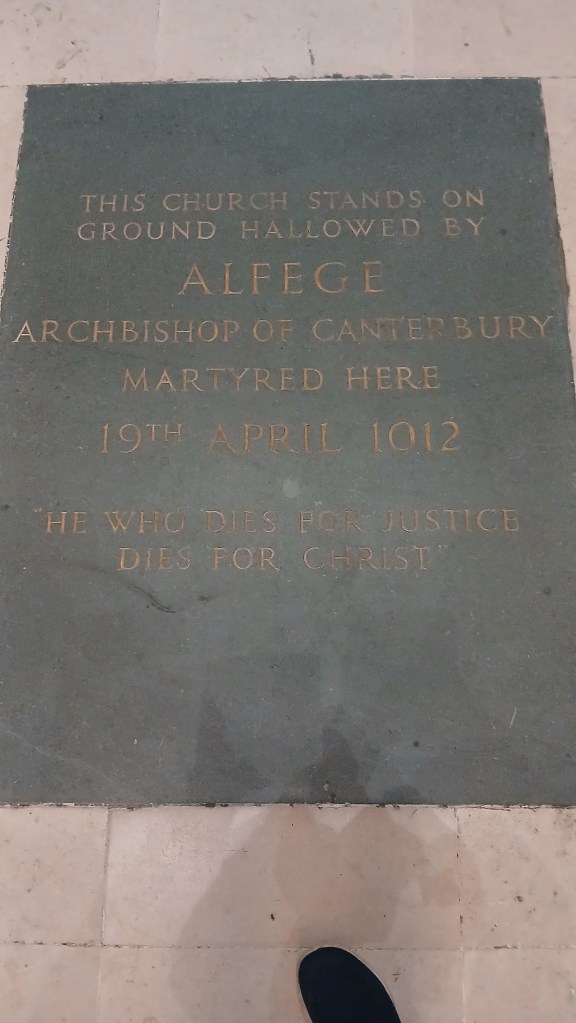 THIS CHURCH STANDS ON
GROUND HALLOWED BY
ALFEGE
ARCHBISHOP OF CANTERBURY
MARTYRED HERE
19TH APRIL 1012
"HE WHO DIES FOR JUSTICE
DIES FOR CHRIST"